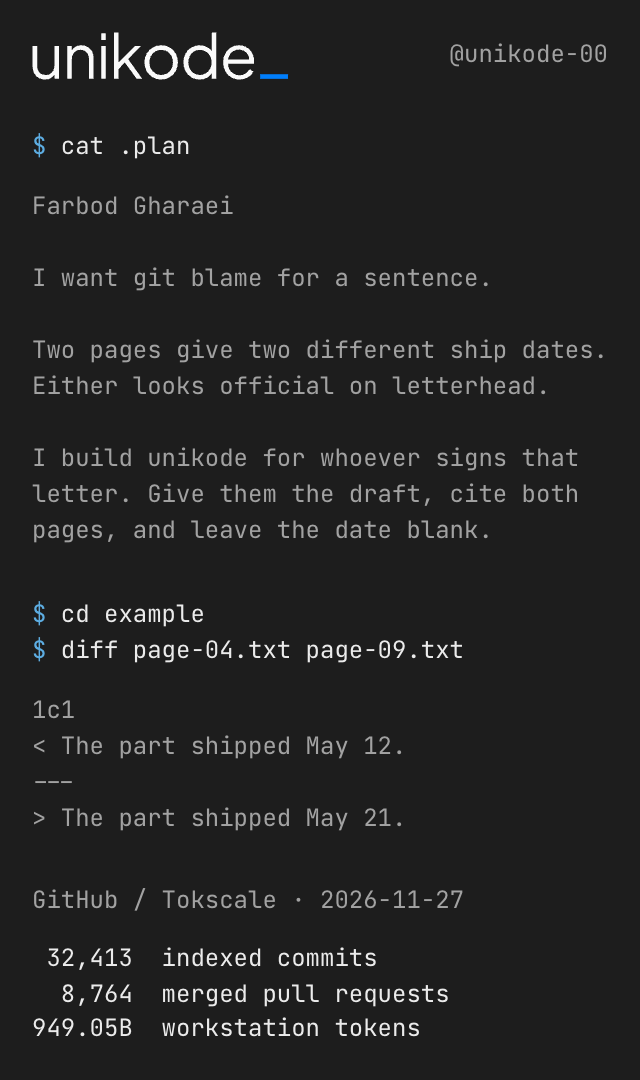 unikode_
@unikode-00
$ cat .plan
Farbod Gharaei
I want git blame for a sentence.
Two pages give two different ship dates.
Either looks official on letterhead.
I build unikode for whoever signs that
letter. Give them the draft, cite both
pages, and leave the date blank.
$ cd example
$ diff page-04.txt page-09.txt
1c1
< The part shipped May 12.
---
> The part shipped May 21.
GitHub / Tokscale · 2026-11-27
32,413 indexed commits
8,764 merged pull requests
949.05B workstation tokens